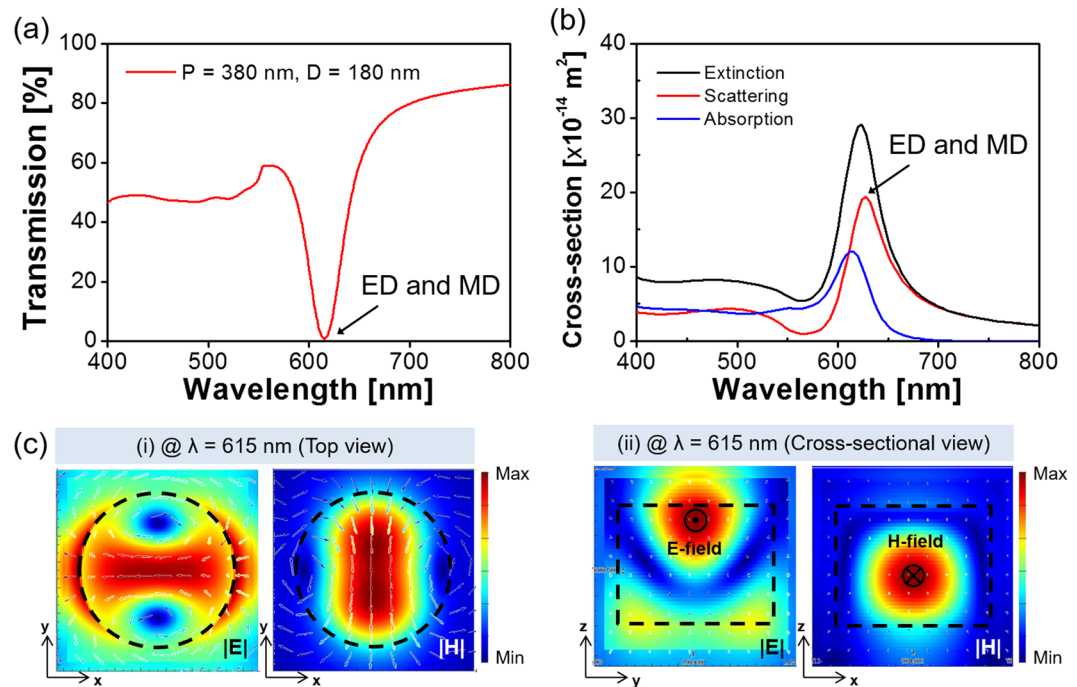 (a)
100
80
60
40
20
0
Transmission [%]
P = 380 nm, D = 180 nm
ED and MD
400 500 600 700 800
Wavelength [nm]
(b)
40
30
20
10
0
Cross-section [x10⁻¹⁴ m²]
Extinction
Scattering
Absorption
ED and MD
400 500 600 700 800
Wavelength [nm]
(c)
(i) @ λ = 615 nm (Top view)
y
x
|E|
y
x
|H|
Max
Min
(ii) @ λ = 615 nm (Cross-sectional view)
E-field
z
y
|E|
H-field
z
x
|H|
Max
Min